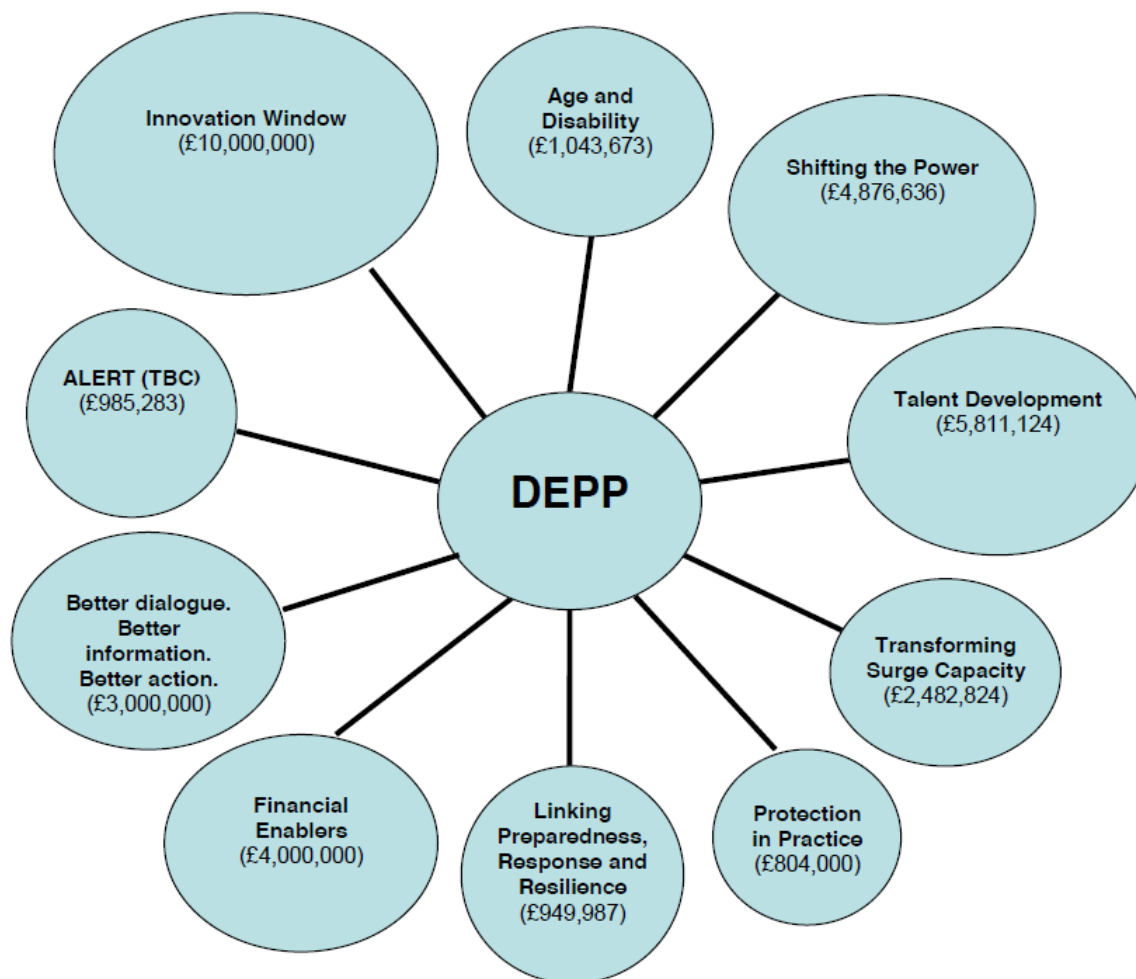 Innovation Window
(£10,000,000)
Age and
Disability
(£1,043,673)
Shifting the Power
(£4,876,636)
ALERT (TBC)
(£985,283)
Talent Development
(£5,811,124)
DEPP
Better dialogue.
Better
information.
Better action.
(£3,000,000)
Transforming
Surge Capacity
(£2,482,824)
Financial
Enablers
(£4,000,000)
Linking
Preparedness,
Response and
Resilience
(£949,987)
Protection
in Practice
(£804,000)